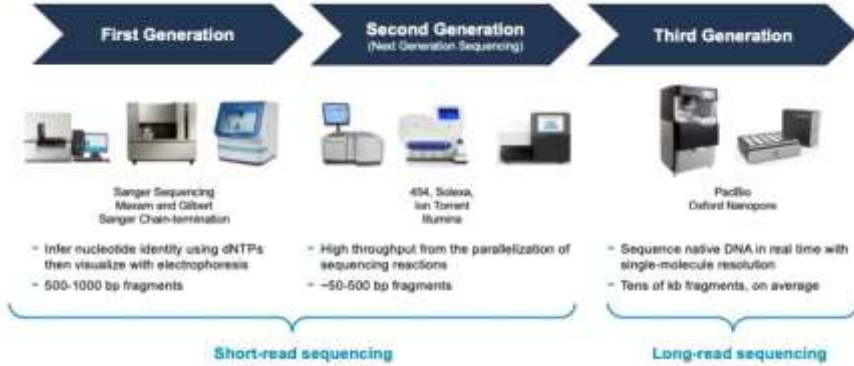 First Generation
Second Generation
(Next Generation Sequencing)
Third Generation
Sanger Sequencing
Maxam and Gilbert
Sanger Chain-termination
454, Solexa,
Ion Torrent
Illumina
PacBio
Oxford Nanopore
- Infer nucleotide identity using dNTPs
then visualize with electrophoresis
- 500-1000 bp fragments
- High throughput from the parallelization of
sequencing reactions
- ~50-500 bp fragments
- Sequence native DNA in real time with
single-molecule resolution
- Tens of kb fragments, on average
Short-read sequencing
Long-read sequencing